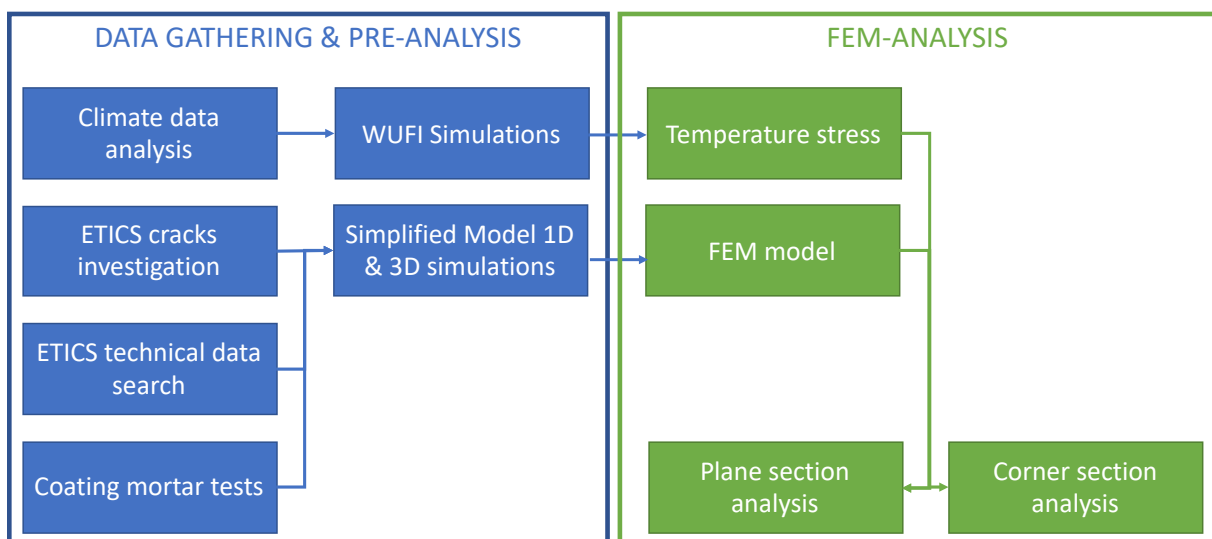 DATA GATHERING & PRE-ANALYSIS
Climate data
analysis
WUFI Simulations
ETICS cracks
investigation
Simplified Model 1D
& 3D simulations
ETICS technical data
search
Coating mortar tests
FEM-ANALYSIS
Temperature stress
FEM model
Plane section
analysis
Corner section
analysis